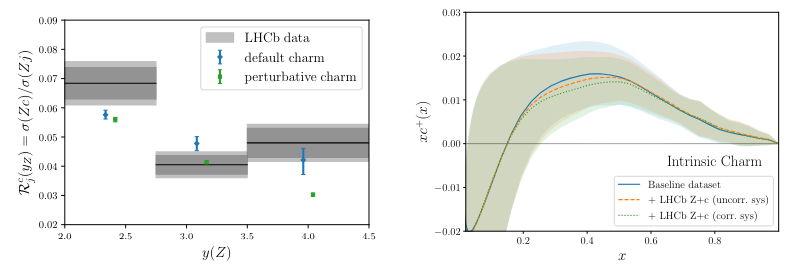 0.09
0.08
0.07
0.06
0.05
0.04
0.03
0.02
2.0 2.5 3.0 3.5 4.0 4.5
y(Z)
ℛ_j^c(y_Z) = σ(Zc)/σ(Zj)
LHCb data
default charm
perturbative charm
0.03
0.02
0.01
0.00
−0.01
−0.02
0.2 0.4 0.6 0.8
x
xc⁺(x)
Intrinsic Charm
Baseline dataset
+ LHCb Z+c (uncorr. sys)
+ LHCb Z+c (corr. sys)